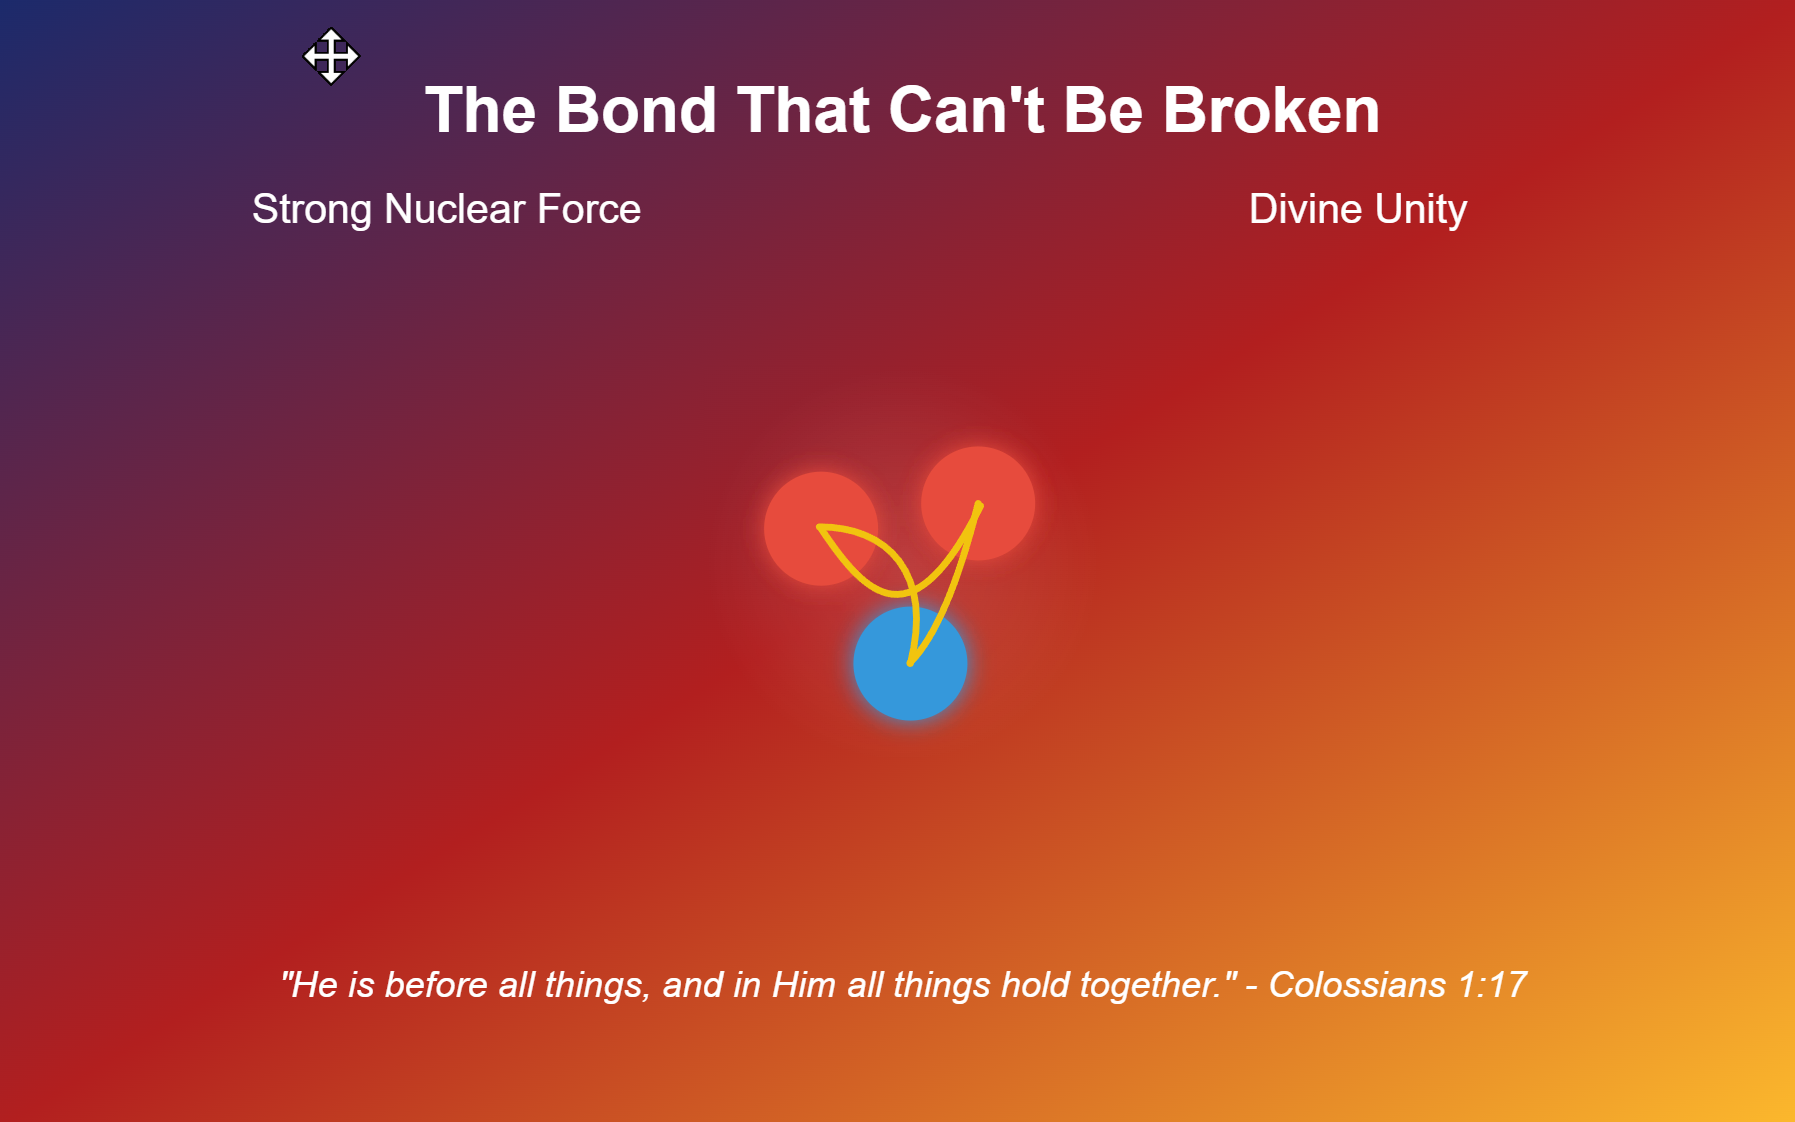 The Bond That Can't Be Broken
Strong Nuclear Force
Divine Unity
"He is before all things, and in Him all things hold together." - Colossians 1:17